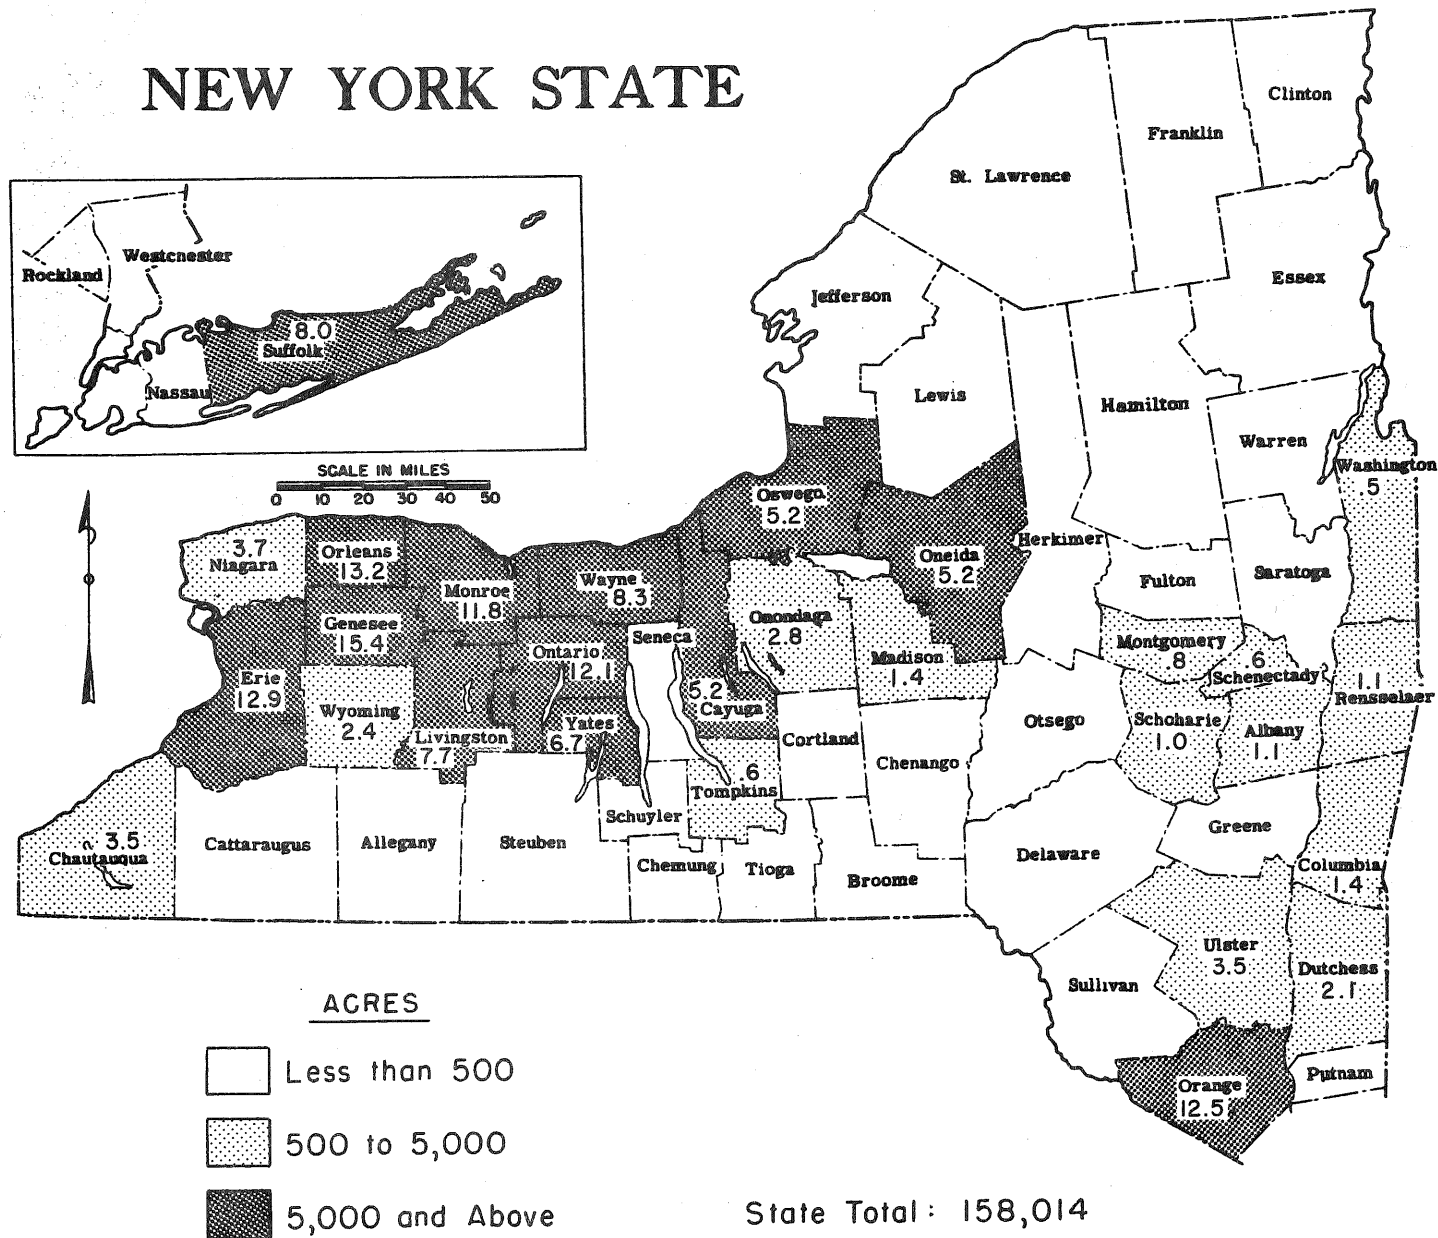 NEW YORK STATE
Clinton
Franklin
St. Lawrence
Westcnester
Rockland
Essex
Jefferson
8.0
Suffolk
Nassau
Lewis
Hamilton
Warren
Washington
.5
SCALE IN MILES
0 10 20 30 40 50
Oswego
5.2
Herkimer
Oneida
5.2
3.7
Niagara
Orleans
13.2
Monroe
11.8
Wayne
8.3
Fulton
Saratoga
Genesee
15.4
Onondaga
2.8
Seneca
Montgomery
.8
.6
Schenectady
Ontario
12.1
Madison
1.4
Erie
12.9
5.2
Cayuga
1.1
Rensselaer
Wyoming
2.4
Livingston
7.7
Yates
6.7
Cortland
Otsego
Schoharie
1.0
Albany
1.1
Chenango
.6
Tompkins
Schuyler
3.5
Chautauqua
Cattaraugus
Allegany
Steuben
Chemung
Tioga
Broome
Delaware
Greene
Columbia
1.4
Ulster
3.5
Dutchess
2.1
Sullivan
Orange
12.5
Putnam
ACRES
Less than 500
500 to 5,000
5,000 and Above
State Total: 158,014